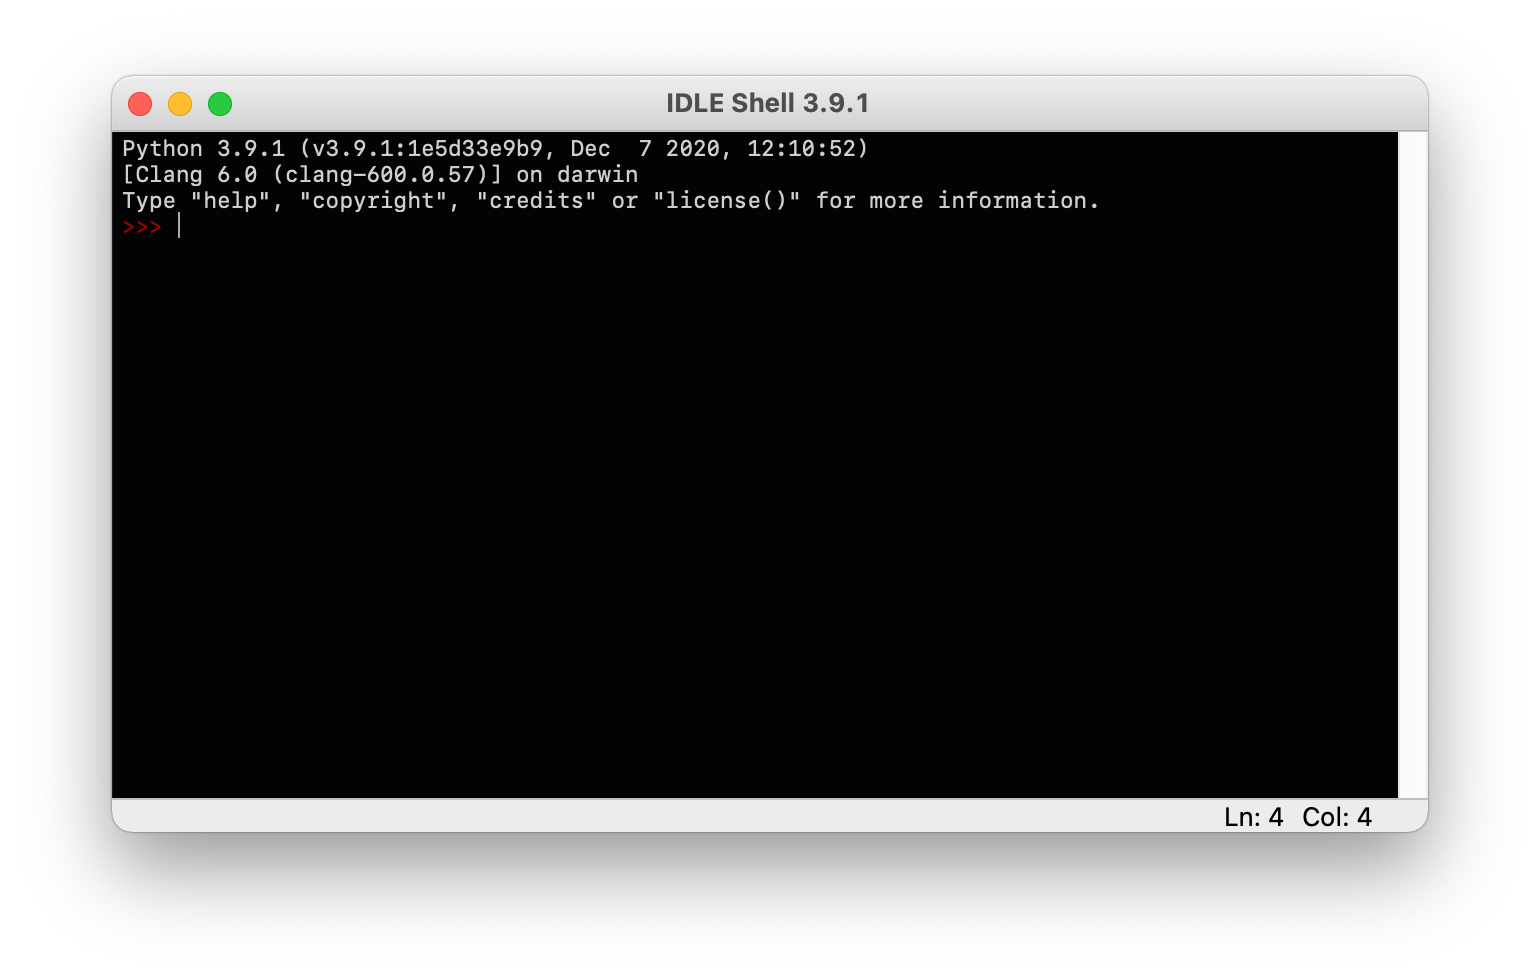 IDLE Shell 3.9.1
Python 3.9.1 (v3.9.1:1e5d33e9b9, Dec  7 2020, 12:10:52)
[Clang 6.0 (clang-600.0.57)] on darwin
Type "help", "copyright", "credits" or "license()" for more information.
>>>
Ln: 4  Col: 4